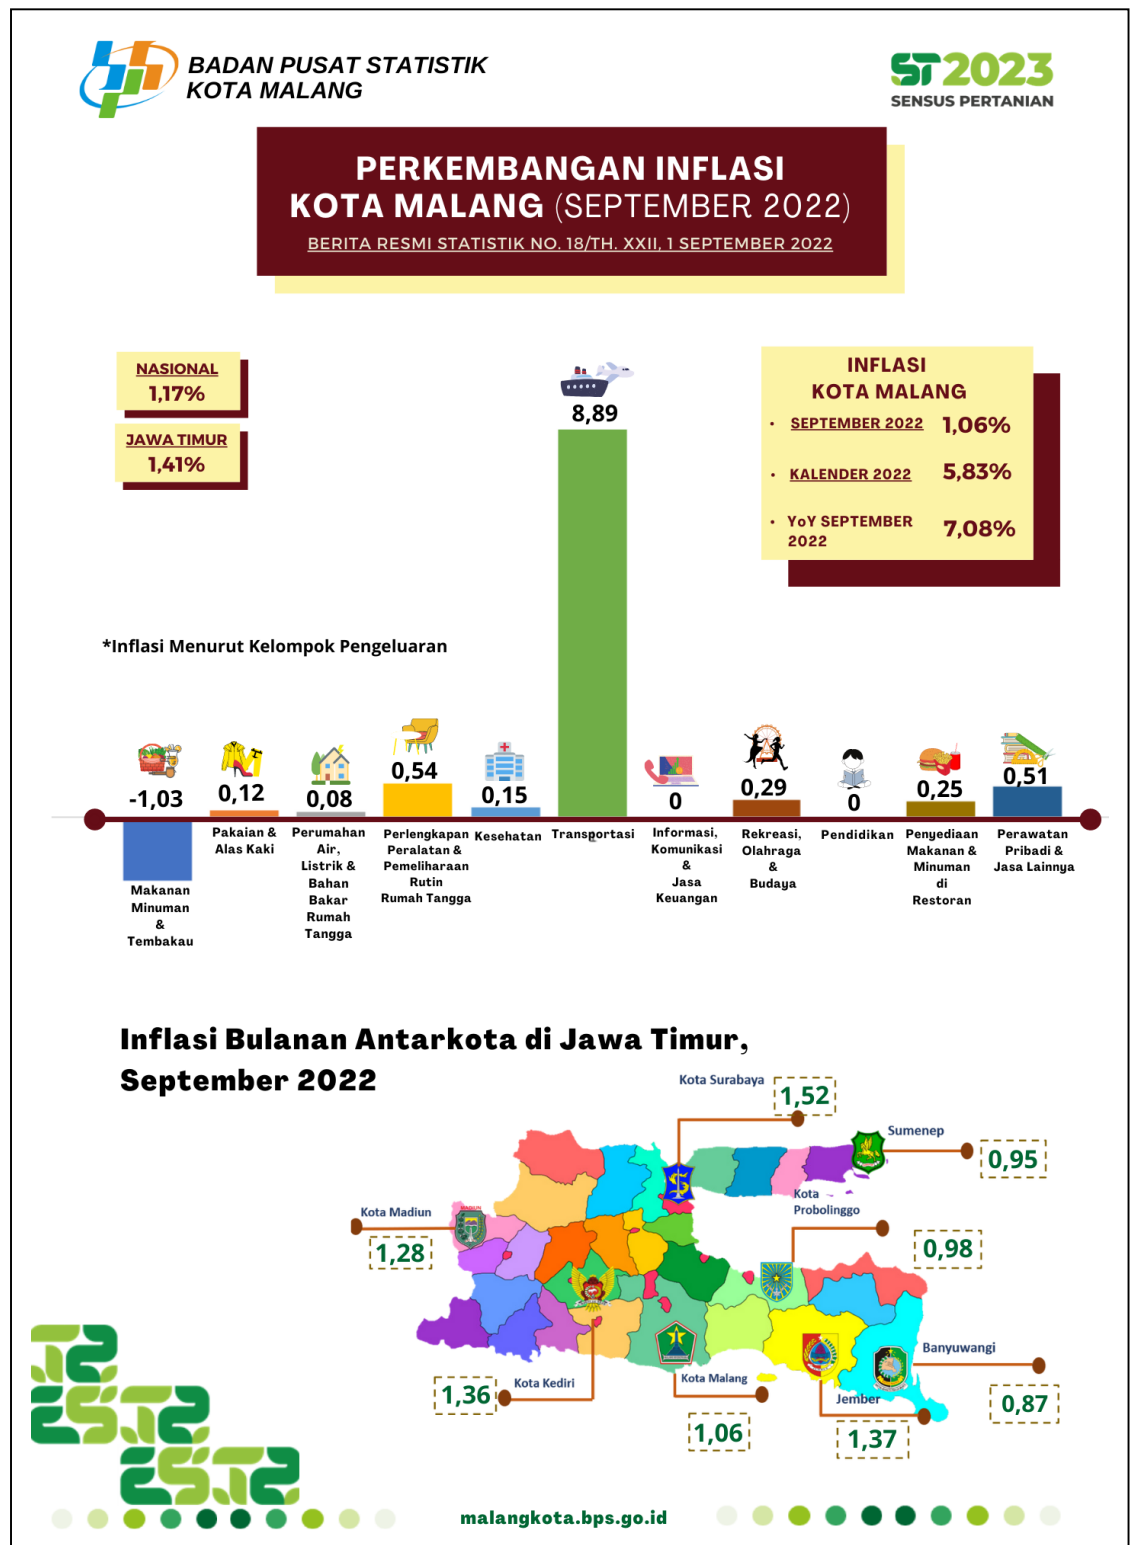 BADAN PUSAT STATISTIK
KOTA MALANG
ST2023
SENSUS PERTANIAN
PERKEMBANGAN INFLASI
KOTA MALANG (SEPTEMBER 2022)
BERITA RESMI STATISTIK NO. 18/TH. XXII, 1 SEPTEMBER 2022
NASIONAL
1,17%
JAWA TIMUR
1,41%
INFLASI
KOTA MALANG
• SEPTEMBER 2022 1,06%
• KALENDER 2022 5,83%
• YoY SEPTEMBER
2022
7,08%
*Inflasi Menurut Kelompok Pengeluaran
-1,03
0,12
0,08
0,54
0,15
8,89
0
0,29
0
0,25
0,51
Makanan
Minuman
&
Tembakau
Pakaian &
Alas Kaki
Perumahan
Air,
Listrik &
Bahan
Bakar
Rumah
Tangga
Perlengkapan
Peralatan &
Pemeliharaan
Rutin
Rumah Tangga
Kesehatan
Transportasi
Informasi,
Komunikasi
&
Jasa
Keuangan
Rekreasi,
Olahraga
&
Budaya
Pendidikan
Penyediaan
Makanan &
Minuman
di
Restoran
Perawatan
Pribadi &
Jasa Lainnya
Inflasi Bulanan Antarkota di Jawa Timur,
September 2022
Kota Surabaya
1,52
Sumenep
0,95
Kota
Probolinggo
0,98
Kota Madiun
1,28
MADIUN
Banyuwangi
0,87
Kota Kediri
1,36
Kota Malang
1,06
Jember
1,37
malangkota.bps.go.id